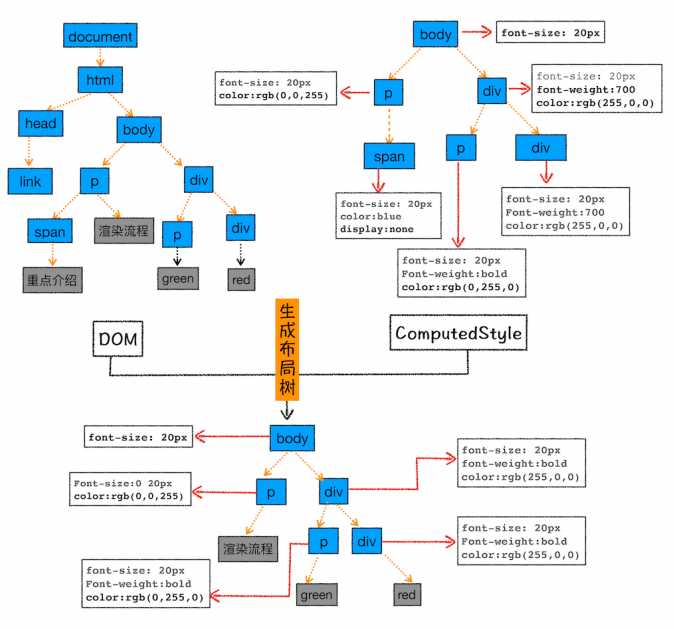 document
html
head
body
link
p
div
span
渲染流程
p
div
重点介绍
green
red
body
font-size: 20px
font-size: 20px
color:rgb(0,0,255)
p
div
font-size: 20px
font-weight:700
color:rgb(255,0,0)
span
p
div
font-size: 20px
color:blue
display:none
font-size: 20px
Font-weight:700
color:rgb(255,0,0)
font-size: 20px
Font-weight:bold
color:rgb(0,255,0)
DOM
生成布局树
ComputedStyle
font-size: 20px
body
Font-size:0 20px
color:rgb(0,0,255)
p
div
font-size: 20px
font-weight:bold
color:rgb(255,0,0)
渲染流程
p
div
font-size: 20px
Font-weight:bold
color:rgb(255,0,0)
font-size: 20px
Font-weight:bold
color:rgb(0,255,0)
green
red